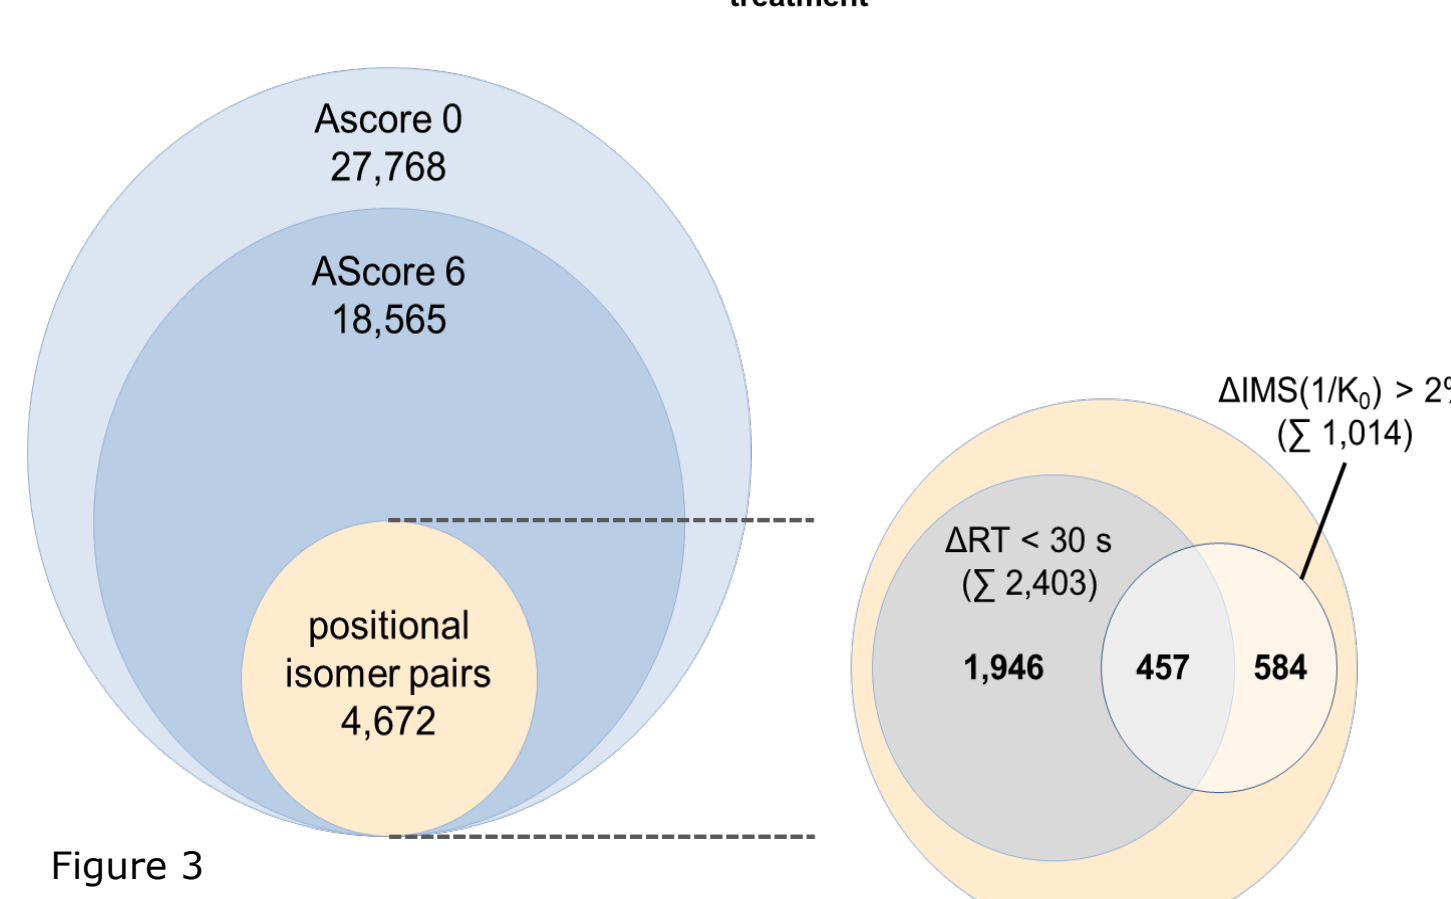 treatment
Ascore 0
27,768
AScore 6
18,565
positional
isomer pairs
4,672
ΔIMS(1/K₀) > 2%
(∑ 1,014)
ΔRT < 30 s
(∑ 2,403)
1,946
457
584
Figure 3